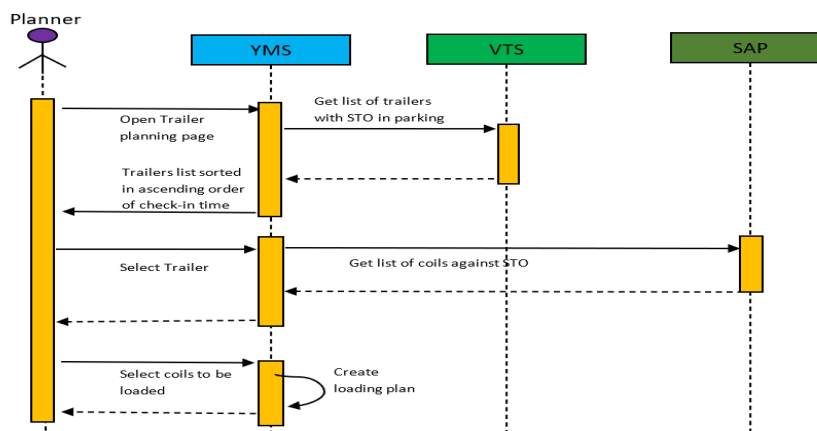 Planner
YMS
VTS
SAP
Open Trailer
planning page
Get list of trailers
with STO in parking
Trailers list sorted
in ascending order
of check-in time
Select Trailer
Get list of coils against STO
Select coils to be
loaded
Create
loading plan